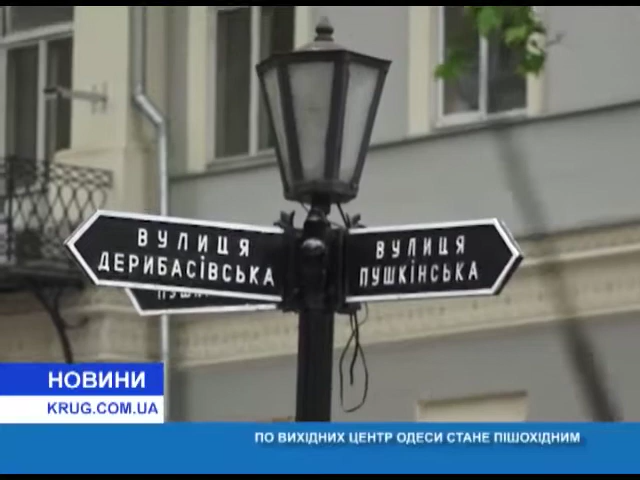 ВУЛИЦЯ
ДЕРИБАСІВСЬКА
ВУЛИЦЯ
ПУШКІНСЬКА
НОВИНИ
KRUG.COM.UA
ПО ВИХІДНИХ ЦЕНТР ОДЕСИ СТАНЕ ПІШОХІДНИМ